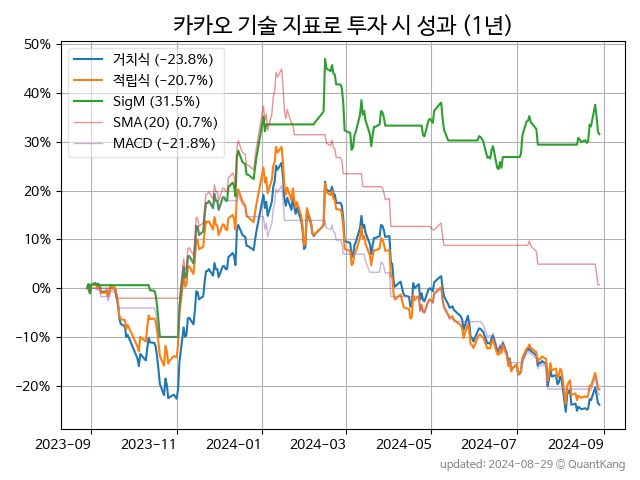 카카오 기술 지표로 투자 시 성과 (1년)
50%
40%
30%
20%
10%
0%
−10%
−20%
거치식 (−23.8%)
적립식 (−20.7%)
SigM (31.5%)
SMA(20) (0.7%)
MACD (−21.8%)
2023-09
2023-11
2024-01
2024-03
2024-05
2024-07
2024-09
updated: 2024-08-29 © QuantKang